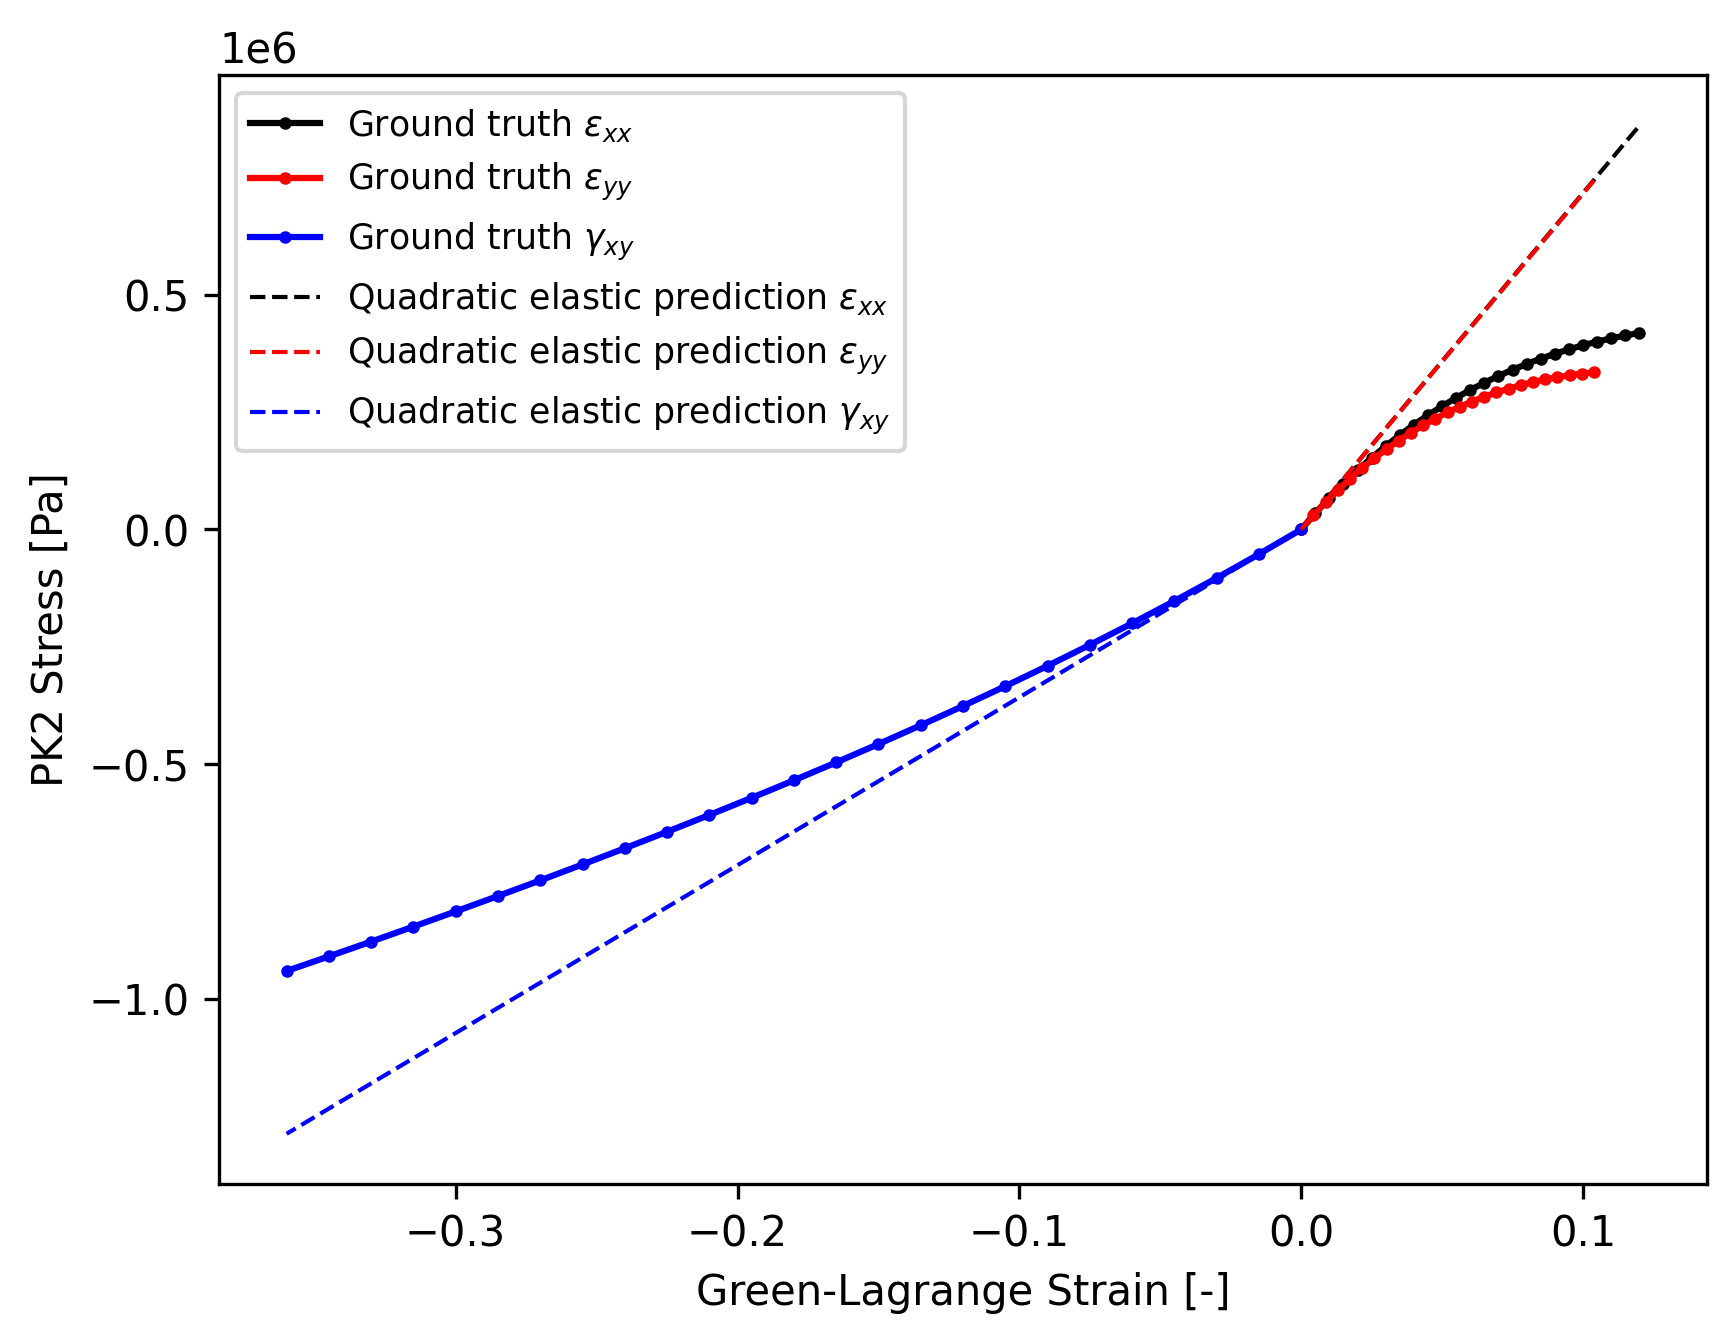 1e6
Ground truth εxx
Ground truth εyy
Ground truth γxy
Quadratic elastic prediction εxx
Quadratic elastic prediction εyy
Quadratic elastic prediction γxy
0.5
0.0
−0.5
−1.0
PK2 Stress [Pa]
−0.3 −0.2 −0.1 0.0 0.1
Green-Lagrange Strain [-]